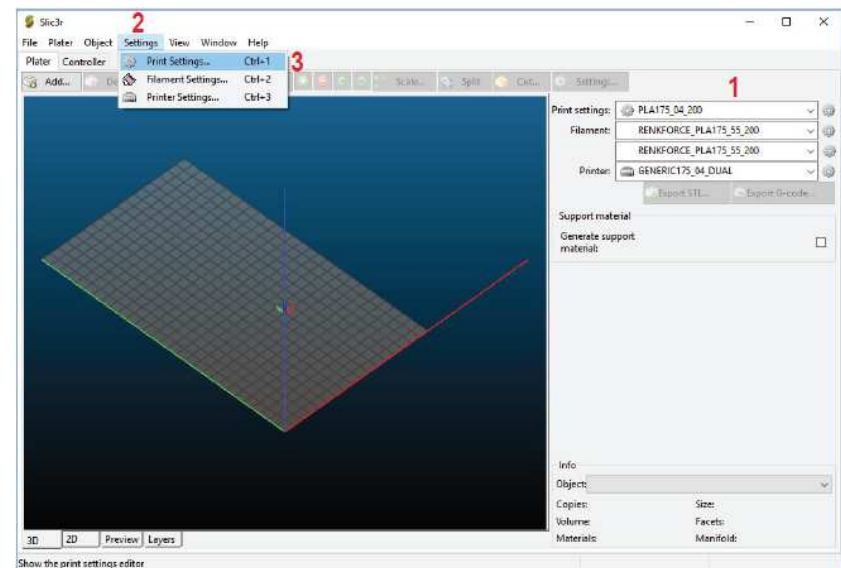 Slic3r
2
File Plater Object Settings View Window Help
Plater Controller
Print Settings... Ctrl+1
3
Filament Settings... Ctrl+2
Printer Settings... Ctrl+3
Add... Scale... Split Cut... Settings...
1
Print settings: PLA175_04_200
Filament: RENKFORCE_PLA175_55_200
RENKFORCE_PLA175_55_200
Printer: GENERIC175_04_DUAL
Export STL... Export G-code...
Support material
Generate support
material:
Info
Object:
Copies: Size:
Volume: Facets:
Materials: Manifold:
3D 2D Preview Layers
Show the print settings editor